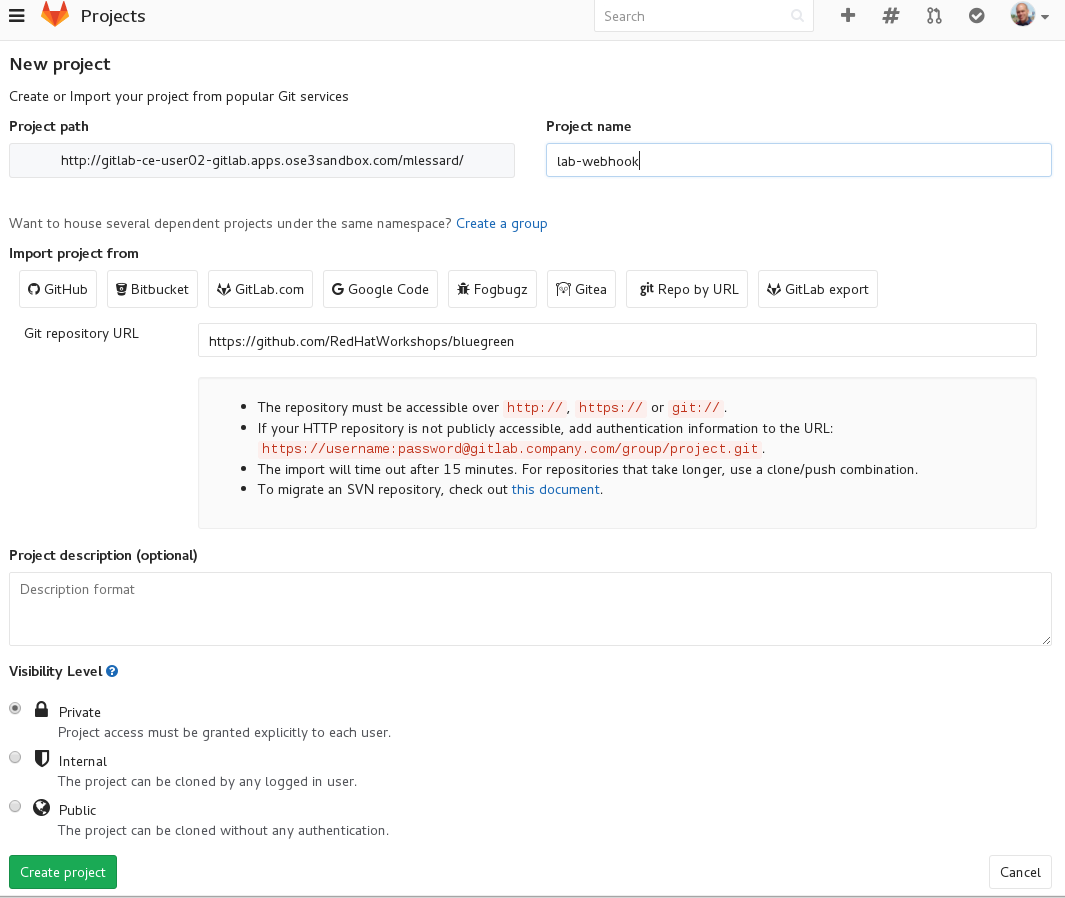 Projects
Search
New project
Create or Import your project from popular Git services
Project path
Project name
http://gitlab-ce-user02-gitlab.apps.ose3sandbox.com/mlessard/
lab-webhook
Want to house several dependent projects under the same namespace? Create a group
Import project from
GitHub
Bitbucket
GitLab.com
Google Code
Fogbugz
Gitea
git Repo by URL
GitLab export
Git repository URL
https://github.com/RedHatWorkshops/bluegreen
The repository must be accessible over http://, https:// or git://.
If your HTTP repository is not publicly accessible, add authentication information to the URL:
https://username:password@gitlab.company.com/group/project.git.
The import will time out after 15 minutes. For repositories that take longer, use a clone/push combination.
To migrate an SVN repository, check out this document.
Project description (optional)
Description format
Visibility Level ?
Private
Project access must be granted explicitly to each user.
Internal
The project can be cloned by any logged in user.
Public
The project can be cloned without any authentication.
Create project
Cancel